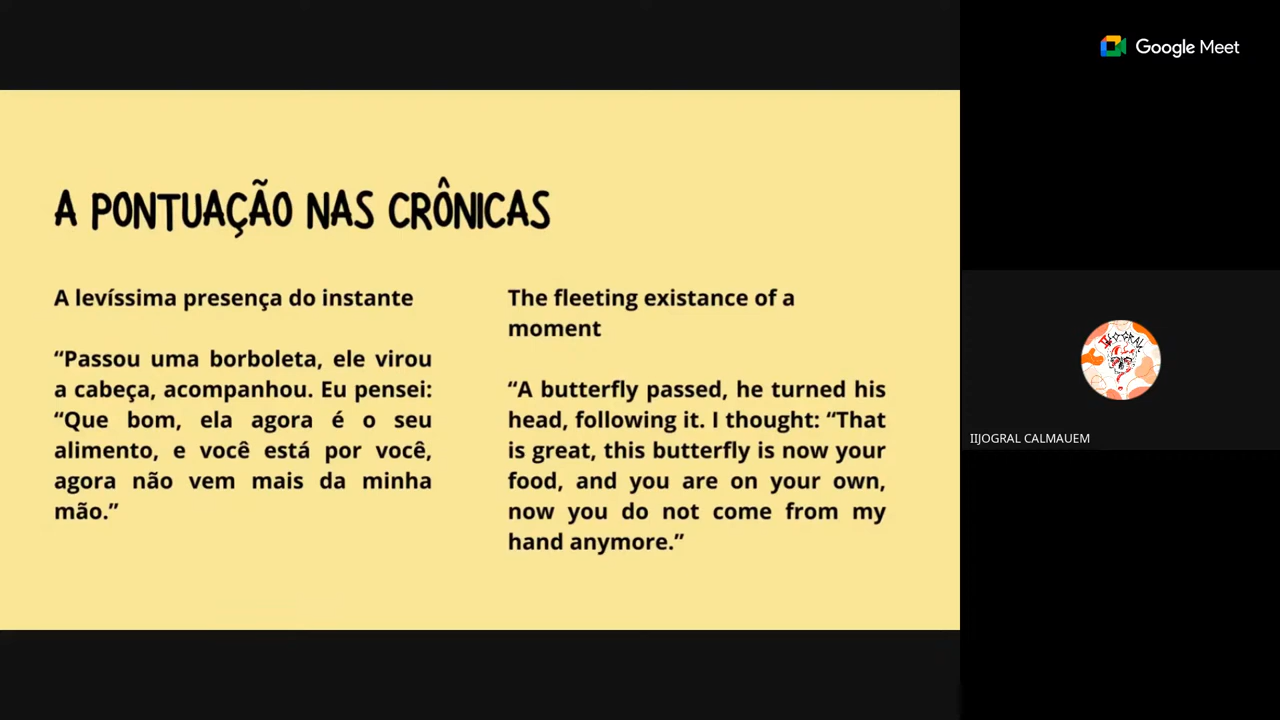 Google Meet
A PONTUAÇÃO NAS CRÔNICAS
A levíssima presença do instante
“Passou uma borboleta, ele virou
a cabeça, acompanhou. Eu pensei:
“Que bom, ela agora é o seu
alimento, e você está por você,
agora não vem mais da minha
mão.”
The fleeting existance of a
moment
“A butterfly passed, he turned his
head, following it. I thought: “That
is great, this butterfly is now your
food, and you are on your own,
now you do not come from my
hand anymore.”
IIJOGRAL CALMAUEM